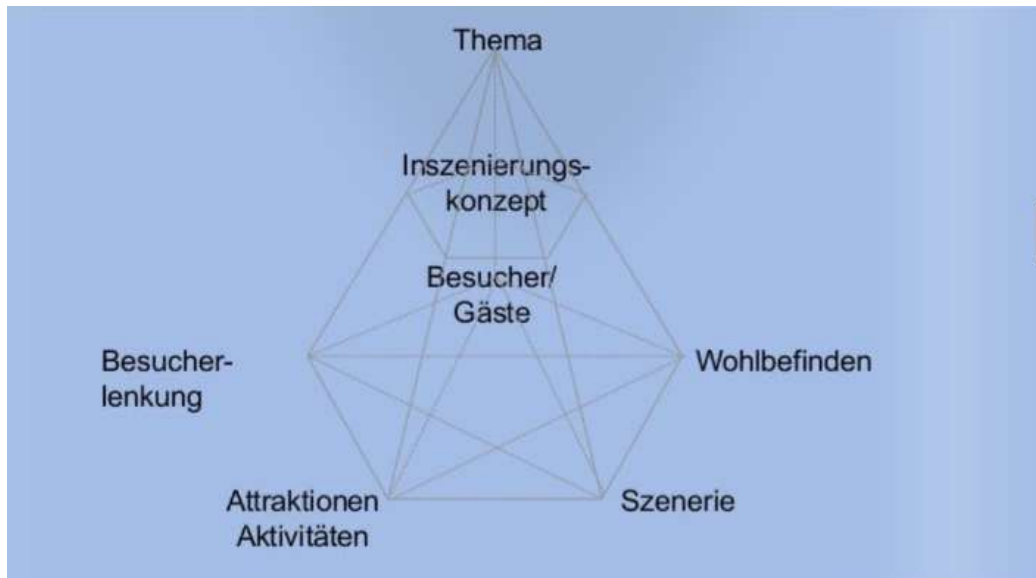 Thema
Inszenierungs-
konzept
Besucher/
Gäste
Besucher-
lenkung
Wohlbefinden
Attraktionen
Aktivitäten
Szenerie